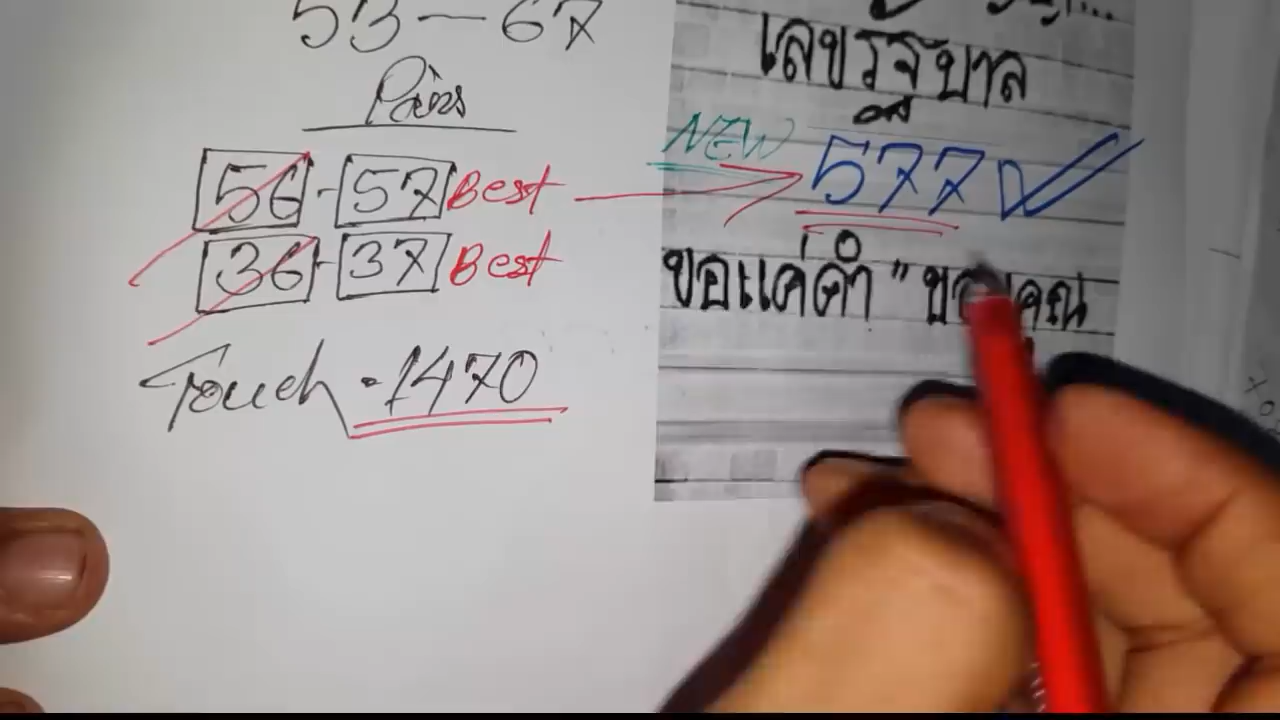 53 — 67
Pairs
56 - 57 Best
36 - 37 Best
Touch - 1470
เลขรัฐบาล
NEW 577
ขอแค่คำ "ขอบคุณ